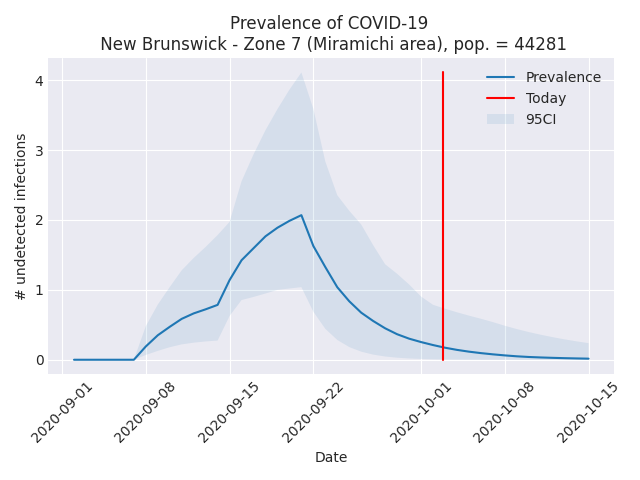 Prevalence of COVID-19
New Brunswick - Zone 7 (Miramichi area), pop. = 44281
Prevalence
Today
95CI
# undetected infections
4
3
2
1
0
2020-09-01
2020-09-08
2020-09-15
2020-09-22
2020-10-01
2020-10-08
2020-10-15
Date